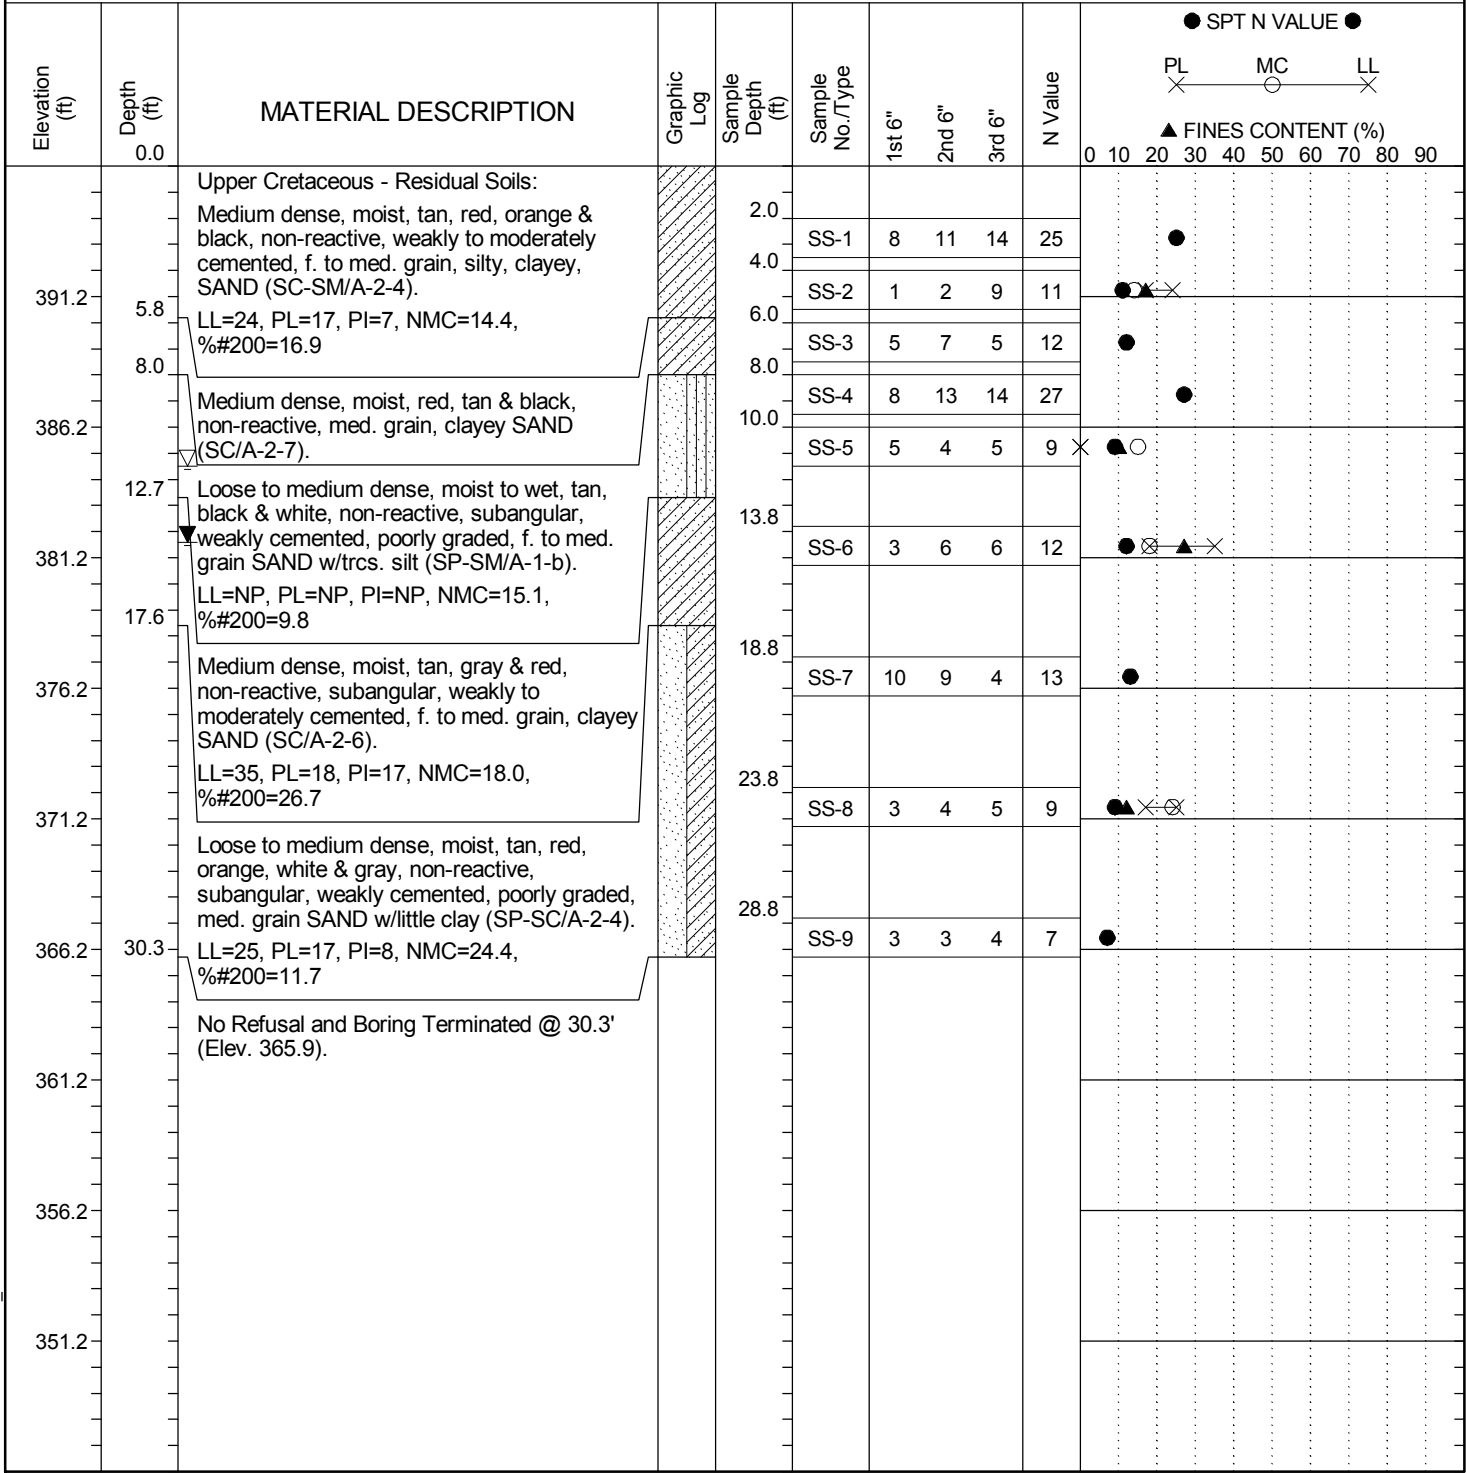 ● SPT N VALUE ●
PL MC LL
▲ FINES CONTENT (%)
0 10 20 30 40 50 60 70 80 90
Elevation
(ft)
Depth
(ft)
0.0
MATERIAL DESCRIPTION
Graphic
Log
Sample
Depth
(ft)
Sample
No./Type
1st 6"
2nd 6"
3rd 6"
N Value
Upper Cretaceous - Residual Soils:
Medium dense, moist, tan, red, orange &
black, non-reactive, weakly to moderately
cemented, f. to med. grain, silty, clayey,
SAND (SC-SM/A-2-4).
LL=24, PL=17, PI=7, NMC=14.4,
%#200=16.9
Medium dense, moist, red, tan & black,
non-reactive, med. grain, clayey SAND
(SC/A-2-7).
Loose to medium dense, moist to wet, tan,
black & white, non-reactive, subangular,
weakly cemented, poorly graded, f. to med.
grain SAND w/trcs. silt (SP-SM/A-1-b).
LL=NP, PL=NP, PI=NP, NMC=15.1,
%#200=9.8
Medium dense, moist, tan, gray & red,
non-reactive, subangular, weakly to
moderately cemented, f. to med. grain, clayey
SAND (SC/A-2-6).
LL=35, PL=18, PI=17, NMC=18.0,
%#200=26.7
Loose to medium dense, moist, tan, red,
orange, white & gray, non-reactive,
subangular, weakly cemented, poorly graded,
med. grain SAND w/little clay (SP-SC/A-2-4).
LL=25, PL=17, PI=8, NMC=24.4,
%#200=11.7
No Refusal and Boring Terminated @ 30.3'
(Elev. 365.9).
391.2
386.2
381.2
376.2
371.2
366.2
361.2
356.2
351.2
5.8
8.0
12.7
17.6
30.3
2.0
SS-1 8 11 14 25
4.0
SS-2 1 2 9 11
6.0
SS-3 5 7 5 12
8.0
SS-4 8 13 14 27
10.0
SS-5 5 4 5 9
13.8
SS-6 3 6 6 12
18.8
SS-7 10 9 4 13
23.8
SS-8 3 4 5 9
28.8
SS-9 3 3 4 7